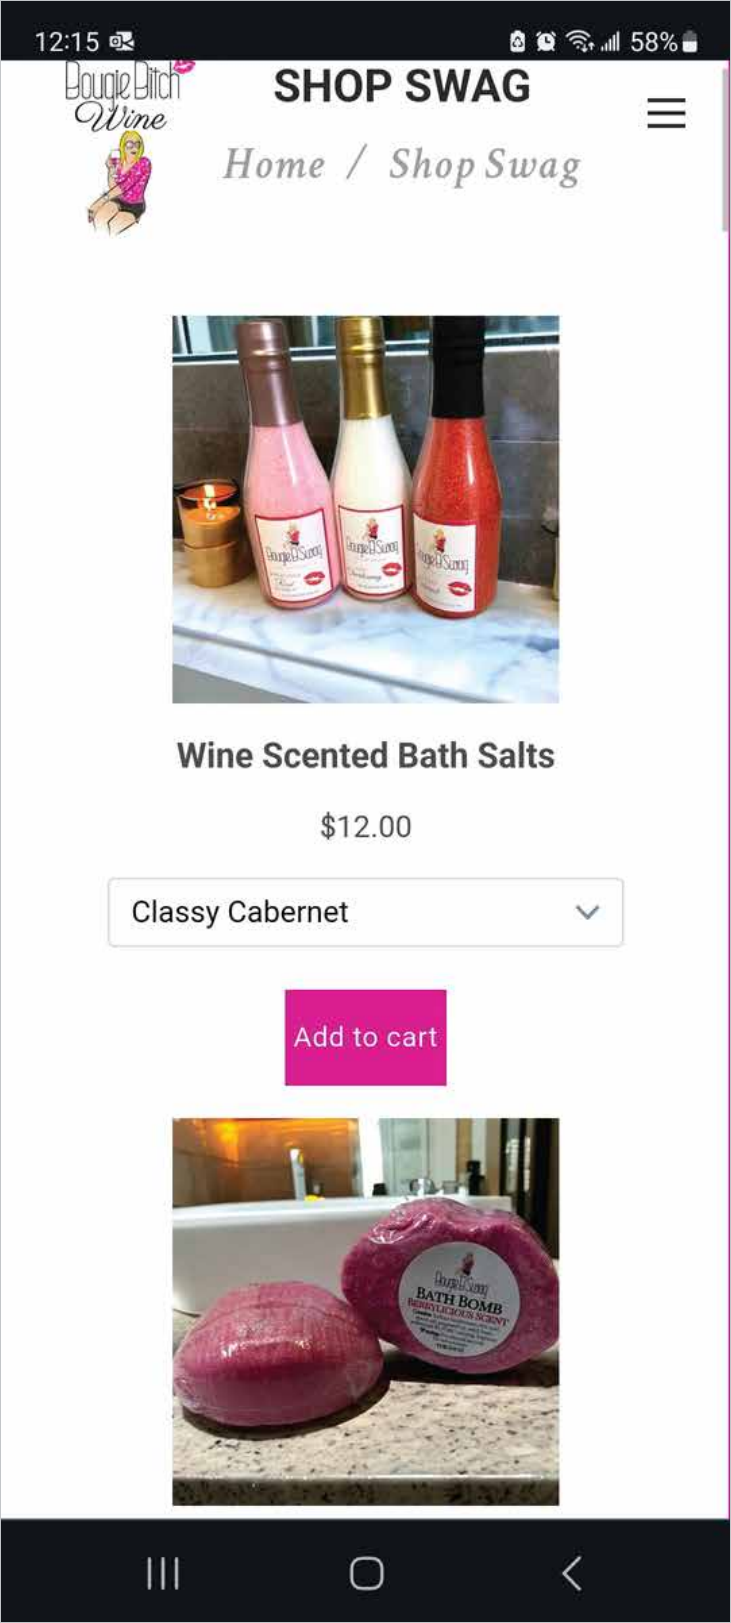 12:15
58%
Bougie Bitch
Wine
SHOP SWAG
Home / Shop Swag
Bougie B Swag
Bougie B Swag
Bougie B Swag
Wine Scented Bath Salts
$12.00
Classy Cabernet
Add to cart
Bougie B Swag
BATH BOMB
BERRYLICIOUS SCENT